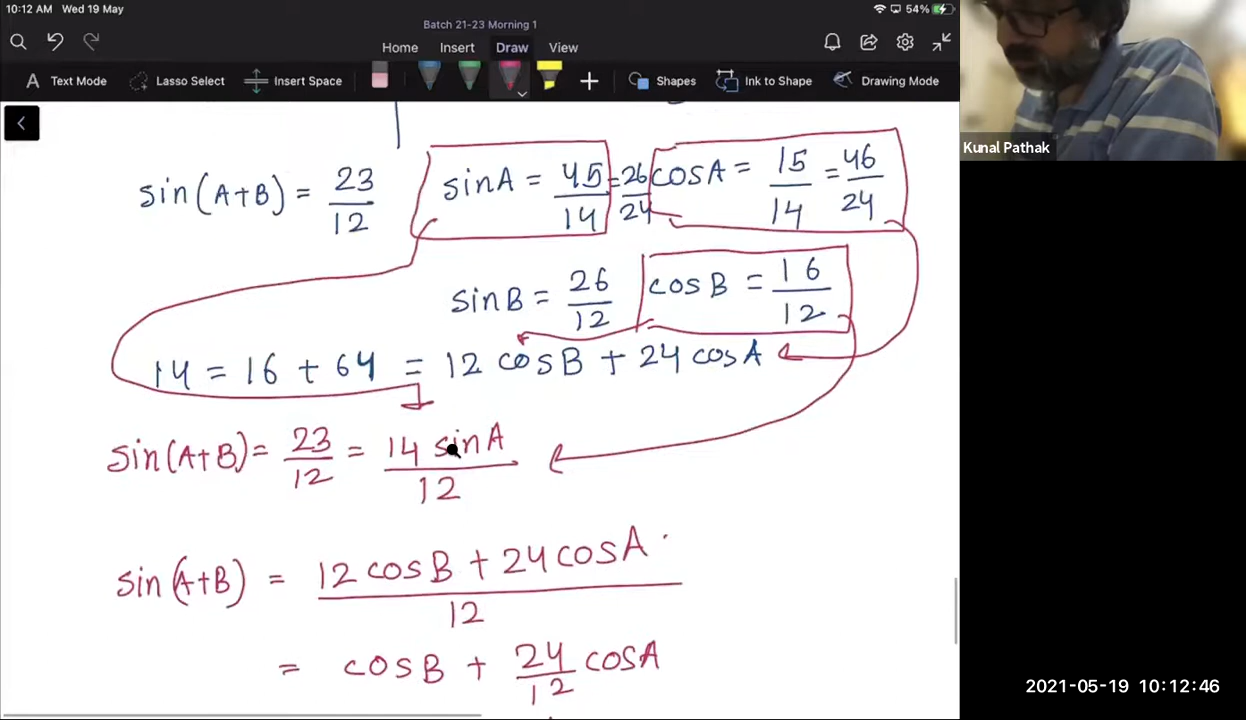 10:12 AM Wed 19 May
54%
Batch 21-23 Morning 1
Home Insert Draw View
Text Mode Lasso Select Insert Space + Shapes Ink to Shape Drawing Mode
Kunal Pathak
sin(A+B) = 23/12 sinA = 45/14 = 26/24 cosA = 15/14 = 46/24
sinB = 26/12 cosB = 16/12
14 = 16 + 64 = 12 cosB + 24 cosA
sin(A+B) = 23/12 = 14 sinA/12
sin(A+B) = 12 cosB + 24 cosA/12
= cosB + 24/12 cosA
2021-05-19 10:12:46